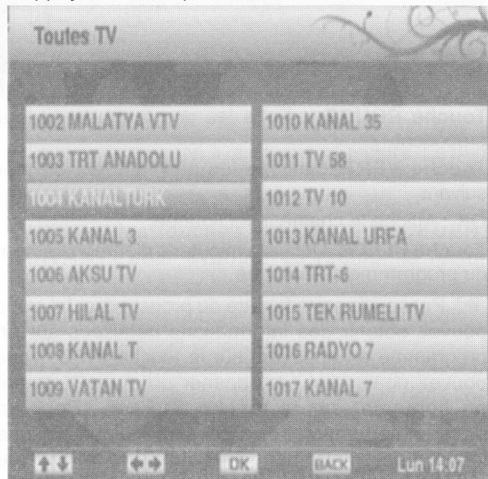 Toutes TV
1002 MALATYA VTV
1003 TRT ANADOLU
1004 KANALTURK
1005 KANAL 3
1006 AKSU TV
1007 HILAL TV
1008 KANAL T
1009 VATAN TV
1010 KANAL 35
1011 TV 58
1012 TV 10
1013 KANAL URFA
1014 TRT-6
1015 TEK RUMELI TV
1016 RADYO 7
1017 KANAL 7
OK BACK Lun 14:07